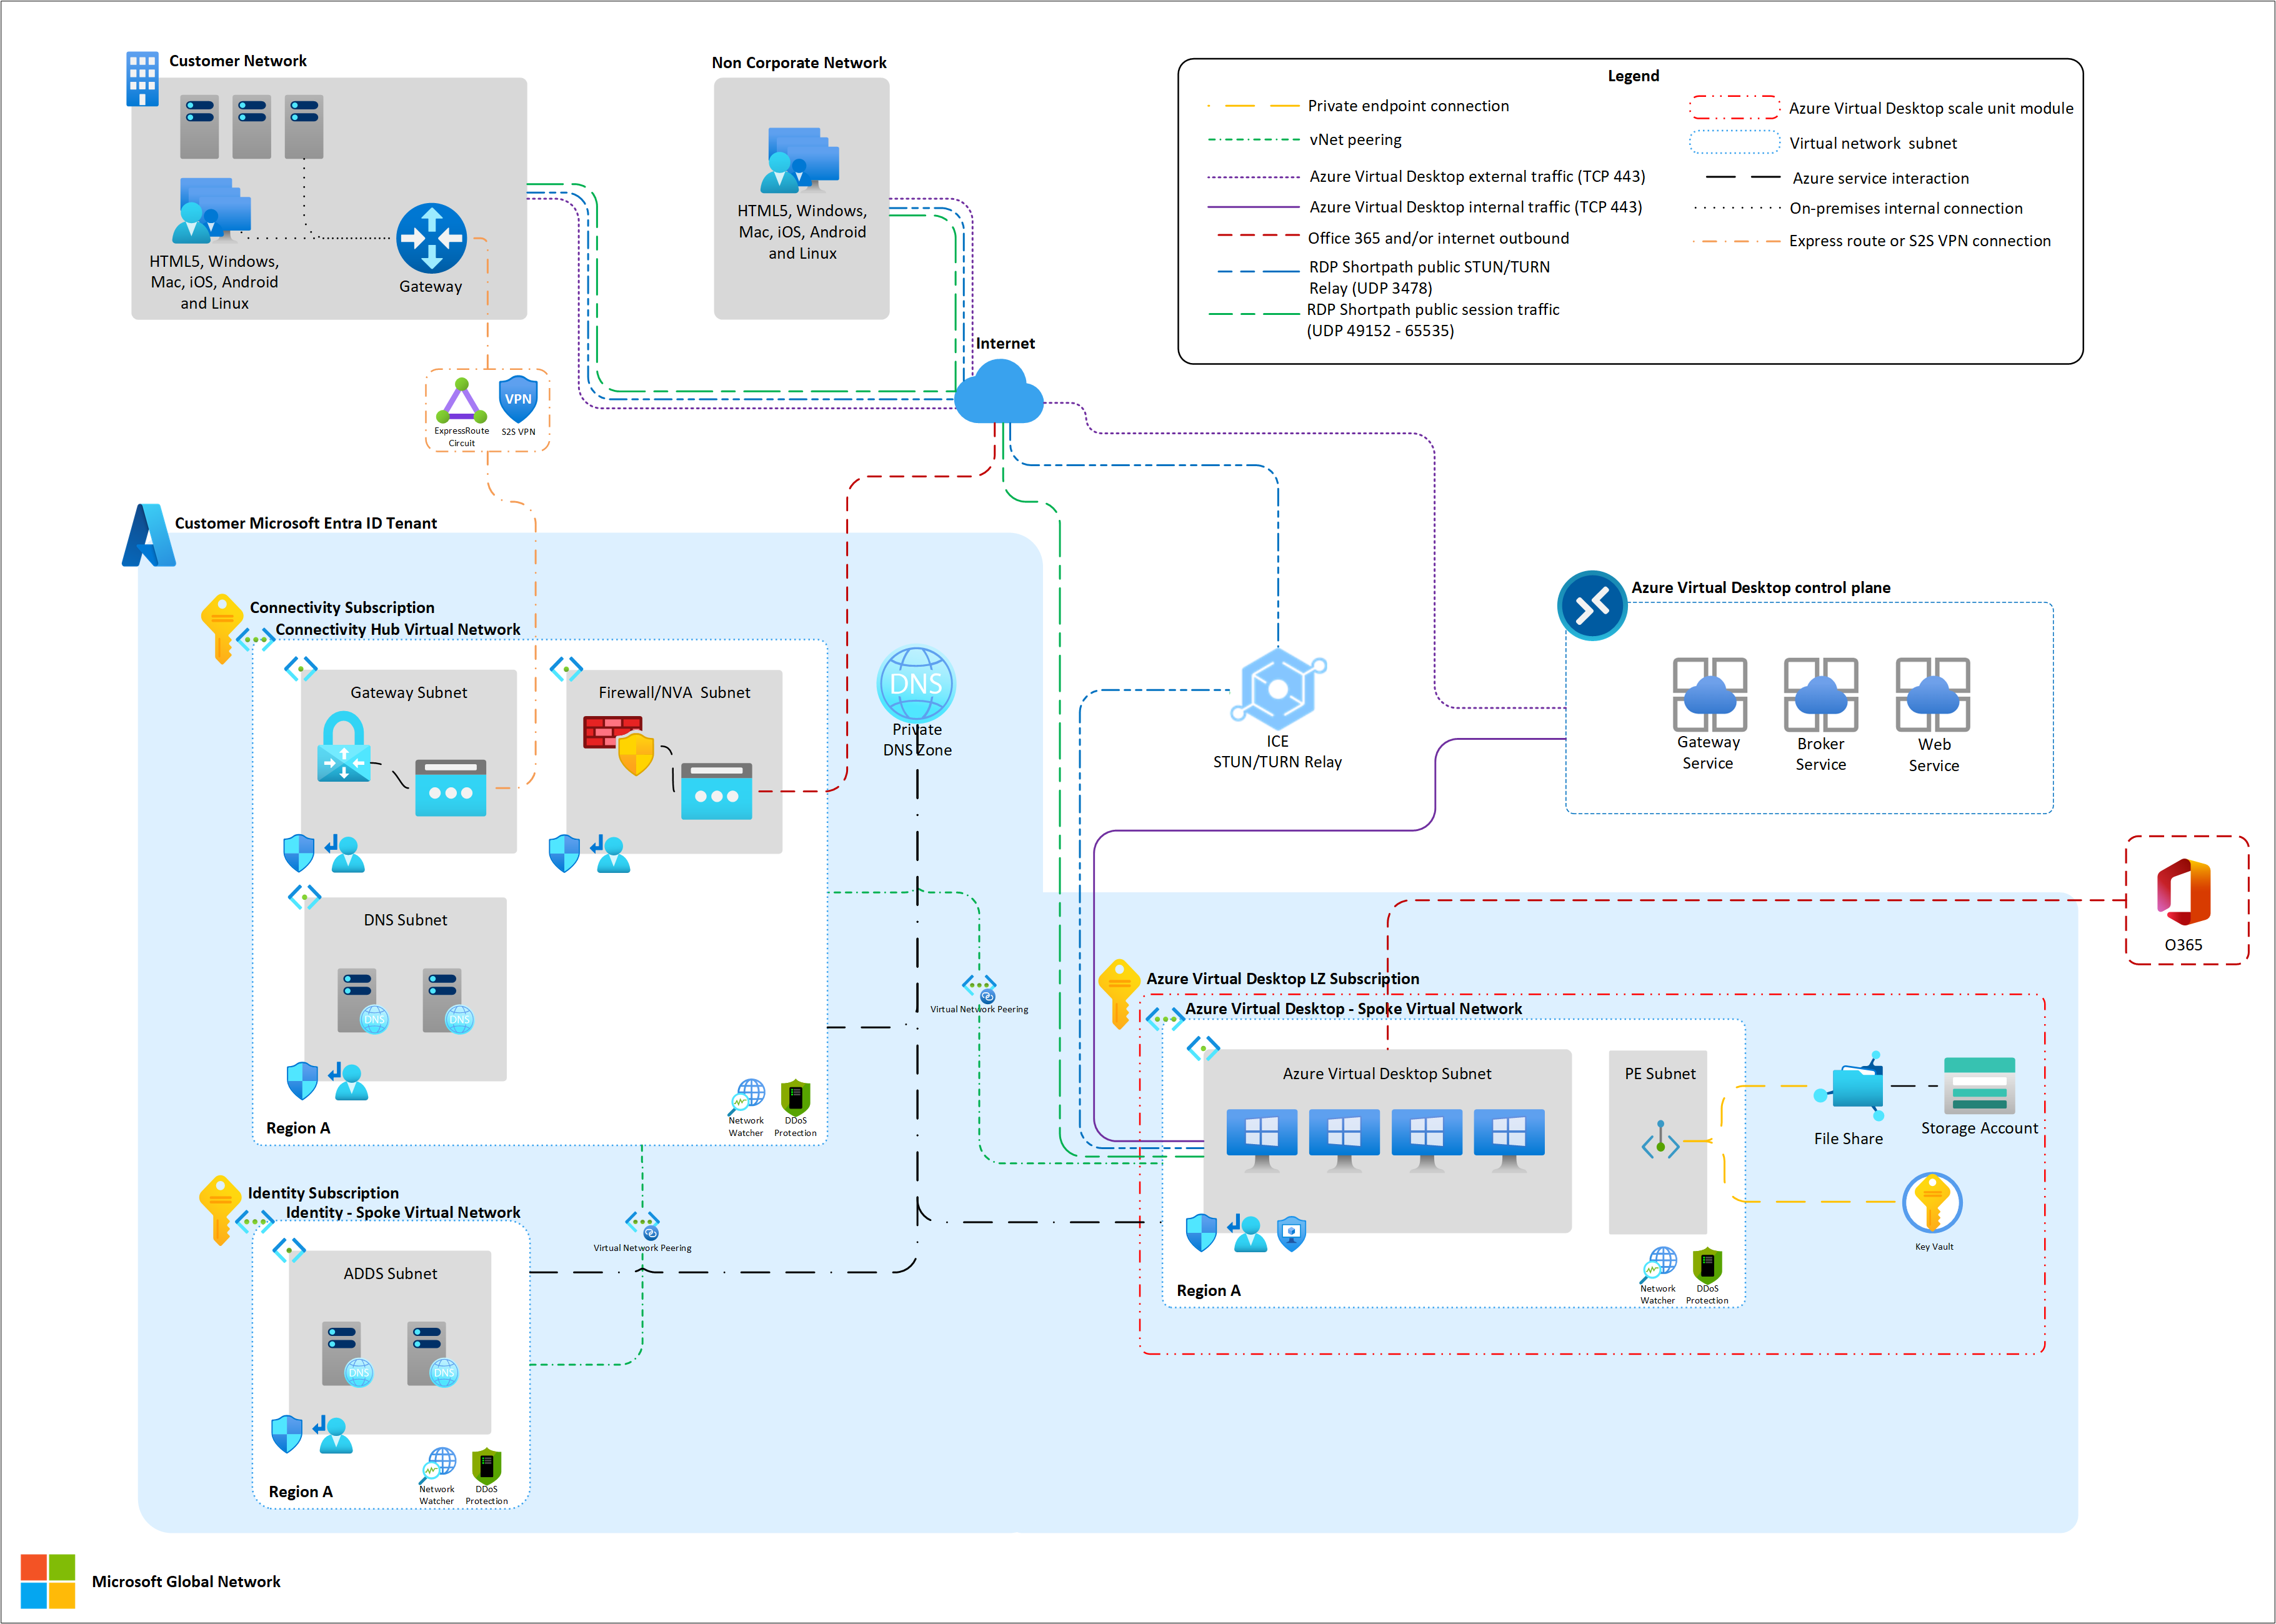 Customer Network
HTML5, Windows,
Mac, iOS, Android
and Linux
Gateway
Non Corporate Network
HTML5, Windows,
Mac, iOS, Android
and Linux
Legend
Private endpoint connection
vNet peering
Azure Virtual Desktop external traffic (TCP 443)
Azure Virtual Desktop internal traffic (TCP 443)
Office 365 and/or internet outbound
RDP Shortpath public STUN/TURN
Relay (UDP 3478)
RDP Shortpath public session traffic
(UDP 49152 - 65535)
Azure Virtual Desktop scale unit module
Virtual network subnet
Azure service interaction
On-premises internal connection
Express route or S2S VPN connection
Internet
VPN
ExpressRoute
Circuit
S2S VPN
Customer Microsoft Entra ID Tenant
Connectivity Subscription
Connectivity Hub Virtual Network
Gateway Subnet
Firewall/NVA Subnet
DNS Subnet
DNS
DNS
Network
Watcher
DDoS
Protection
Region A
DNS
Private
DNS Zone
ICE
STUN/TURN Relay
Azure Virtual Desktop control plane
Gateway
Service
Broker
Service
Web
Service
O365
Virtual Network Peering
Azure Virtual Desktop LZ Subscription
Azure Virtual Desktop - Spoke Virtual Network
Azure Virtual Desktop Subnet
PE Subnet
File Share
Storage Account
Key Vault
Network
Watcher
DDoS
Protection
Region A
Identity Subscription
Identity - Spoke Virtual Network
Virtual Network Peering
ADDS Subnet
DNS
DNS
Network
Watcher
DDoS
Protection
Region A
Microsoft Global Network